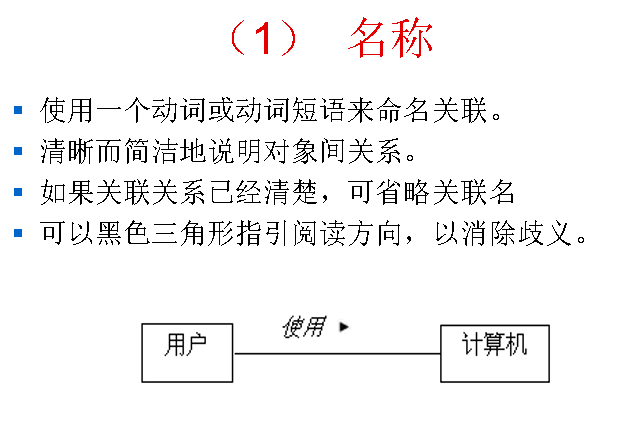 （1） 名称
使用一个动词或动词短语来命名关联。
清晰而简洁地说明对象间关系。
如果关联关系已经清楚，可省略关联名
可以黑色三角形指引阅读方向，以消除歧义。
使用
用户
计算机